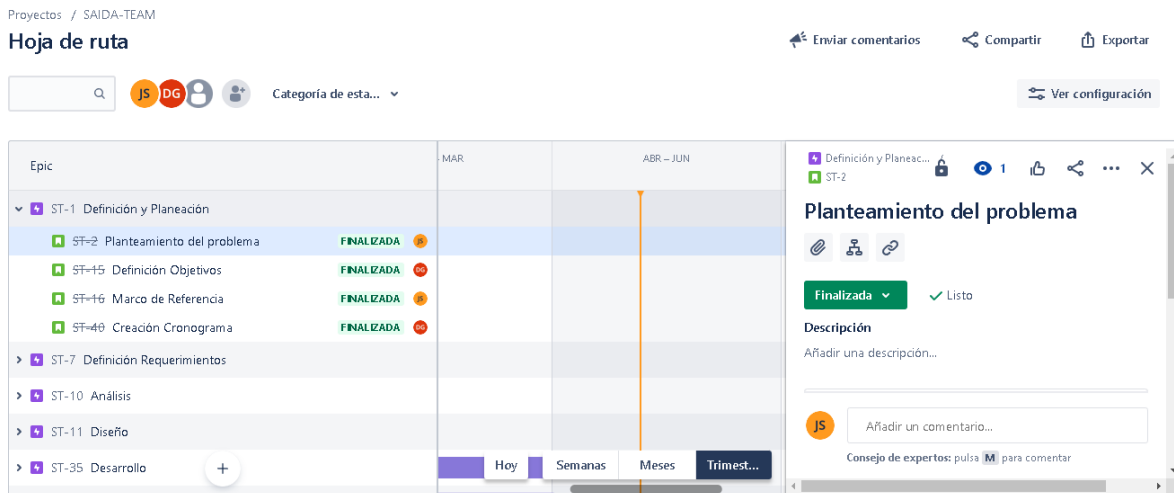 Proyectos / SAIDA-TEAM
Hoja de ruta
Enviar comentarios
Compartir
Exportar
JS DG
Categoría de esta...
Ver configuración
Epic
MAR
ABR – JUN
ST-1 Definición y Planeación
ST-2 Planteamiento del problema FINALIZADA JS
ST-15 Definición Objetivos FINALIZADA DG
ST-16 Marco de Referencia FINALIZADA JS
ST-40 Creación Cronograma FINALIZADA DG
ST-7 Definición Requerimientos
ST-10 Análisis
ST-11 Diseño
ST-35 Desarrollo
+
Hoy
Semanas
Meses
Trimest...
Definición y Planeac... /
ST-2
1
Planteamiento del problema
Finalizada
Listo
Descripción
Añadir una descripción...
JS
Añadir un comentario...
Consejo de expertos: pulsa M para comentar